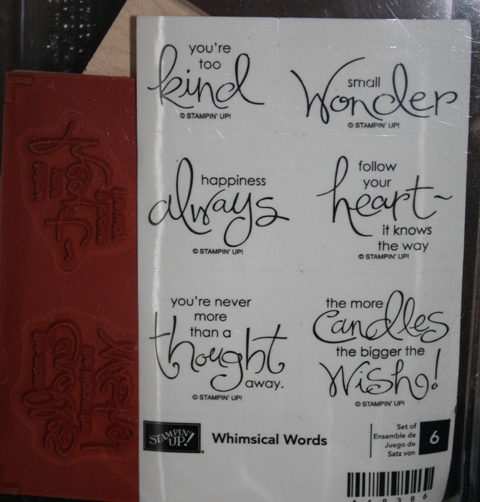 you're
too
kind
© STAMPIN' UP!
small
Wonder
© STAMPIN' UP!
happiness
always
© STAMPIN' UP!
follow
your
heart~
it knows
the way
© STAMPIN' UP!
you're never
more
than a
thought
away.
© STAMPIN' UP!
the more
candles
the bigger the
Wish!
© STAMPIN' UP!
STAMPIN' UP!
Whimsical Words
Set of
Ensemble de
Juego de
Satz von
6